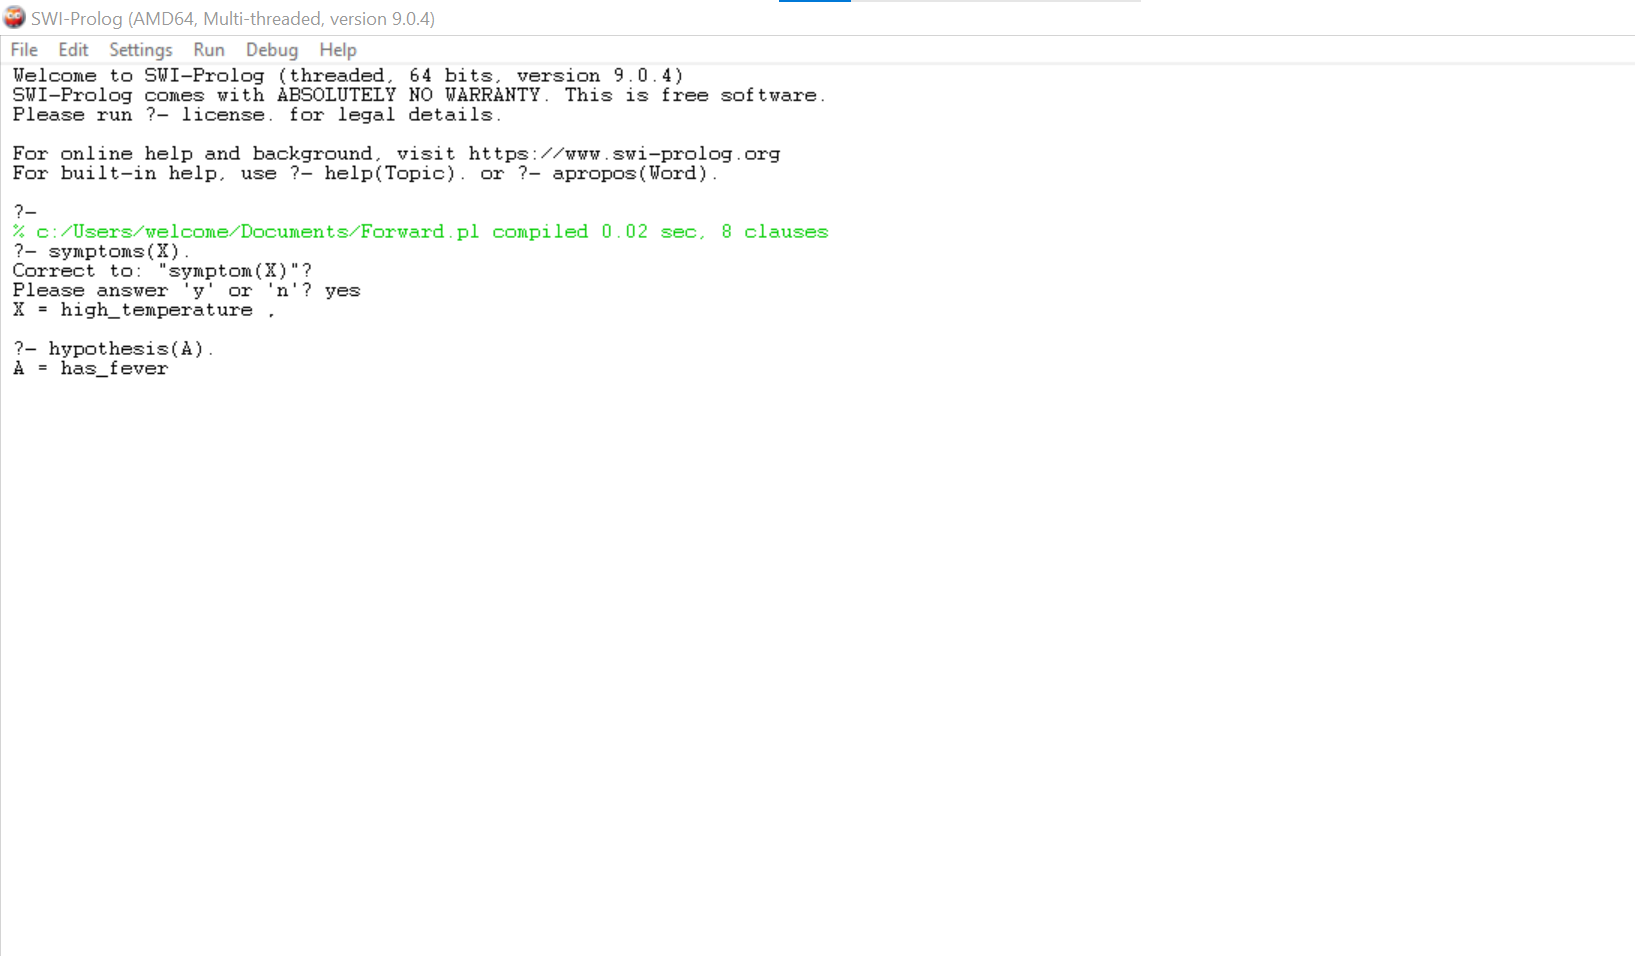 SWI-Prolog (AMD64, Multi-threaded, version 9.0.4)
File Edit Settings Run Debug Help
Welcome to SWI-Prolog (threaded, 64 bits, version 9.0.4)
SWI-Prolog comes with ABSOLUTELY NO WARRANTY. This is free software.
Please run ?- license. for legal details.
For online help and background, visit https://www.swi-prolog.org
For built-in help, use ?- help(Topic). or ?- apropos(Word).
?-
% c:/Users/welcome/Documents/Forward.pl compiled 0.02 sec, 8 clauses
?- symptoms(X).
Correct to: "symptom(X)"?
Please answer 'y' or 'n'? yes
X = high_temperature ,
?- hypothesis(A).
A = has_fever